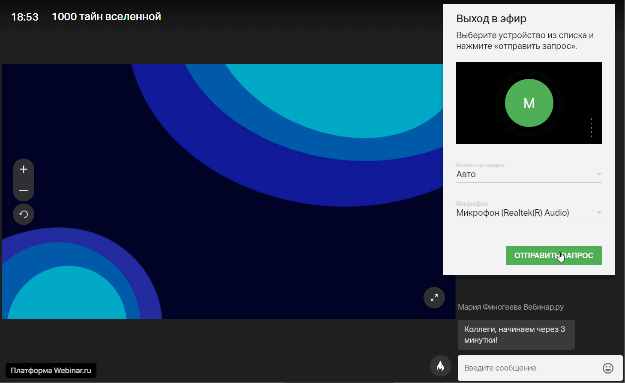 18:53 1000 тайн вселенной
Выход в эфир
Выберите устройство из списка и
нажмите «отправить запрос».
М
Качество видео
Авто
Микрофон
Микрофон (Realtek(R) Audio)
ОТПРАВИТЬ ЗАПРОС
Мария Финогеева Вебинар.ру
Коллеги, начинаем через 3
минутки!
Платформа Webinar.ru
Введите сообщение